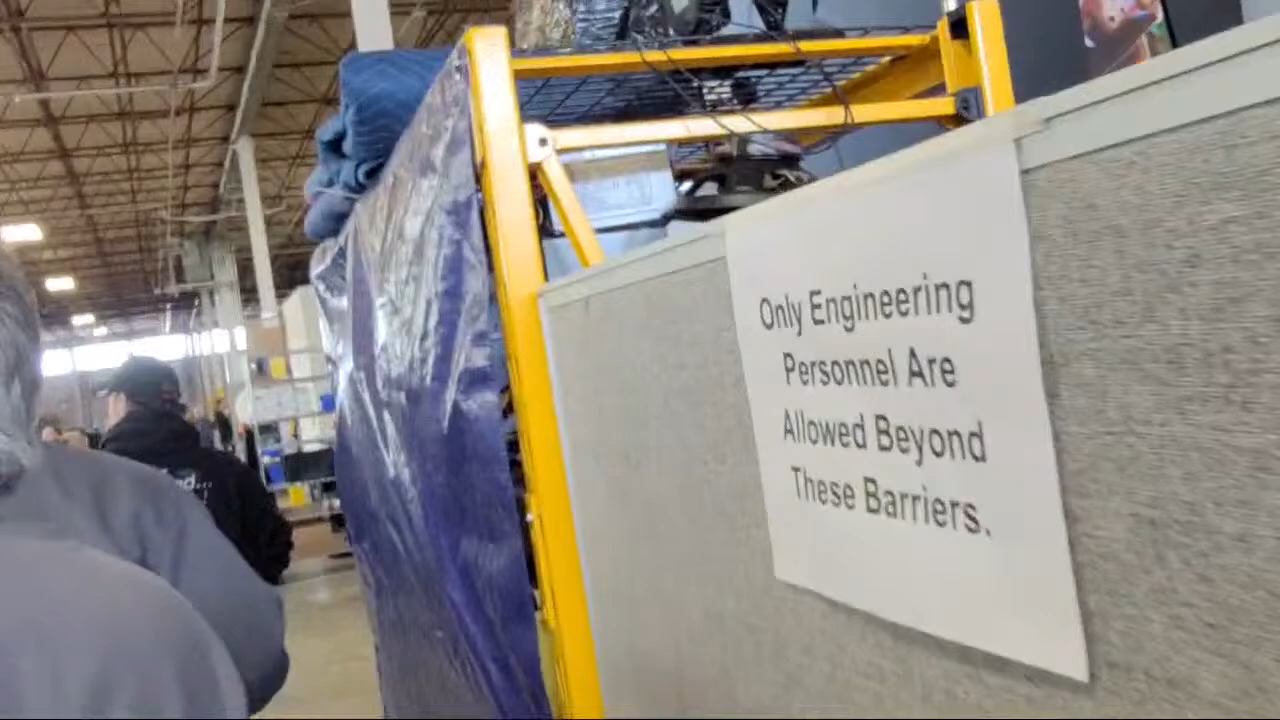 Only Engineering
Personnel Are
Allowed Beyond
These Barriers.